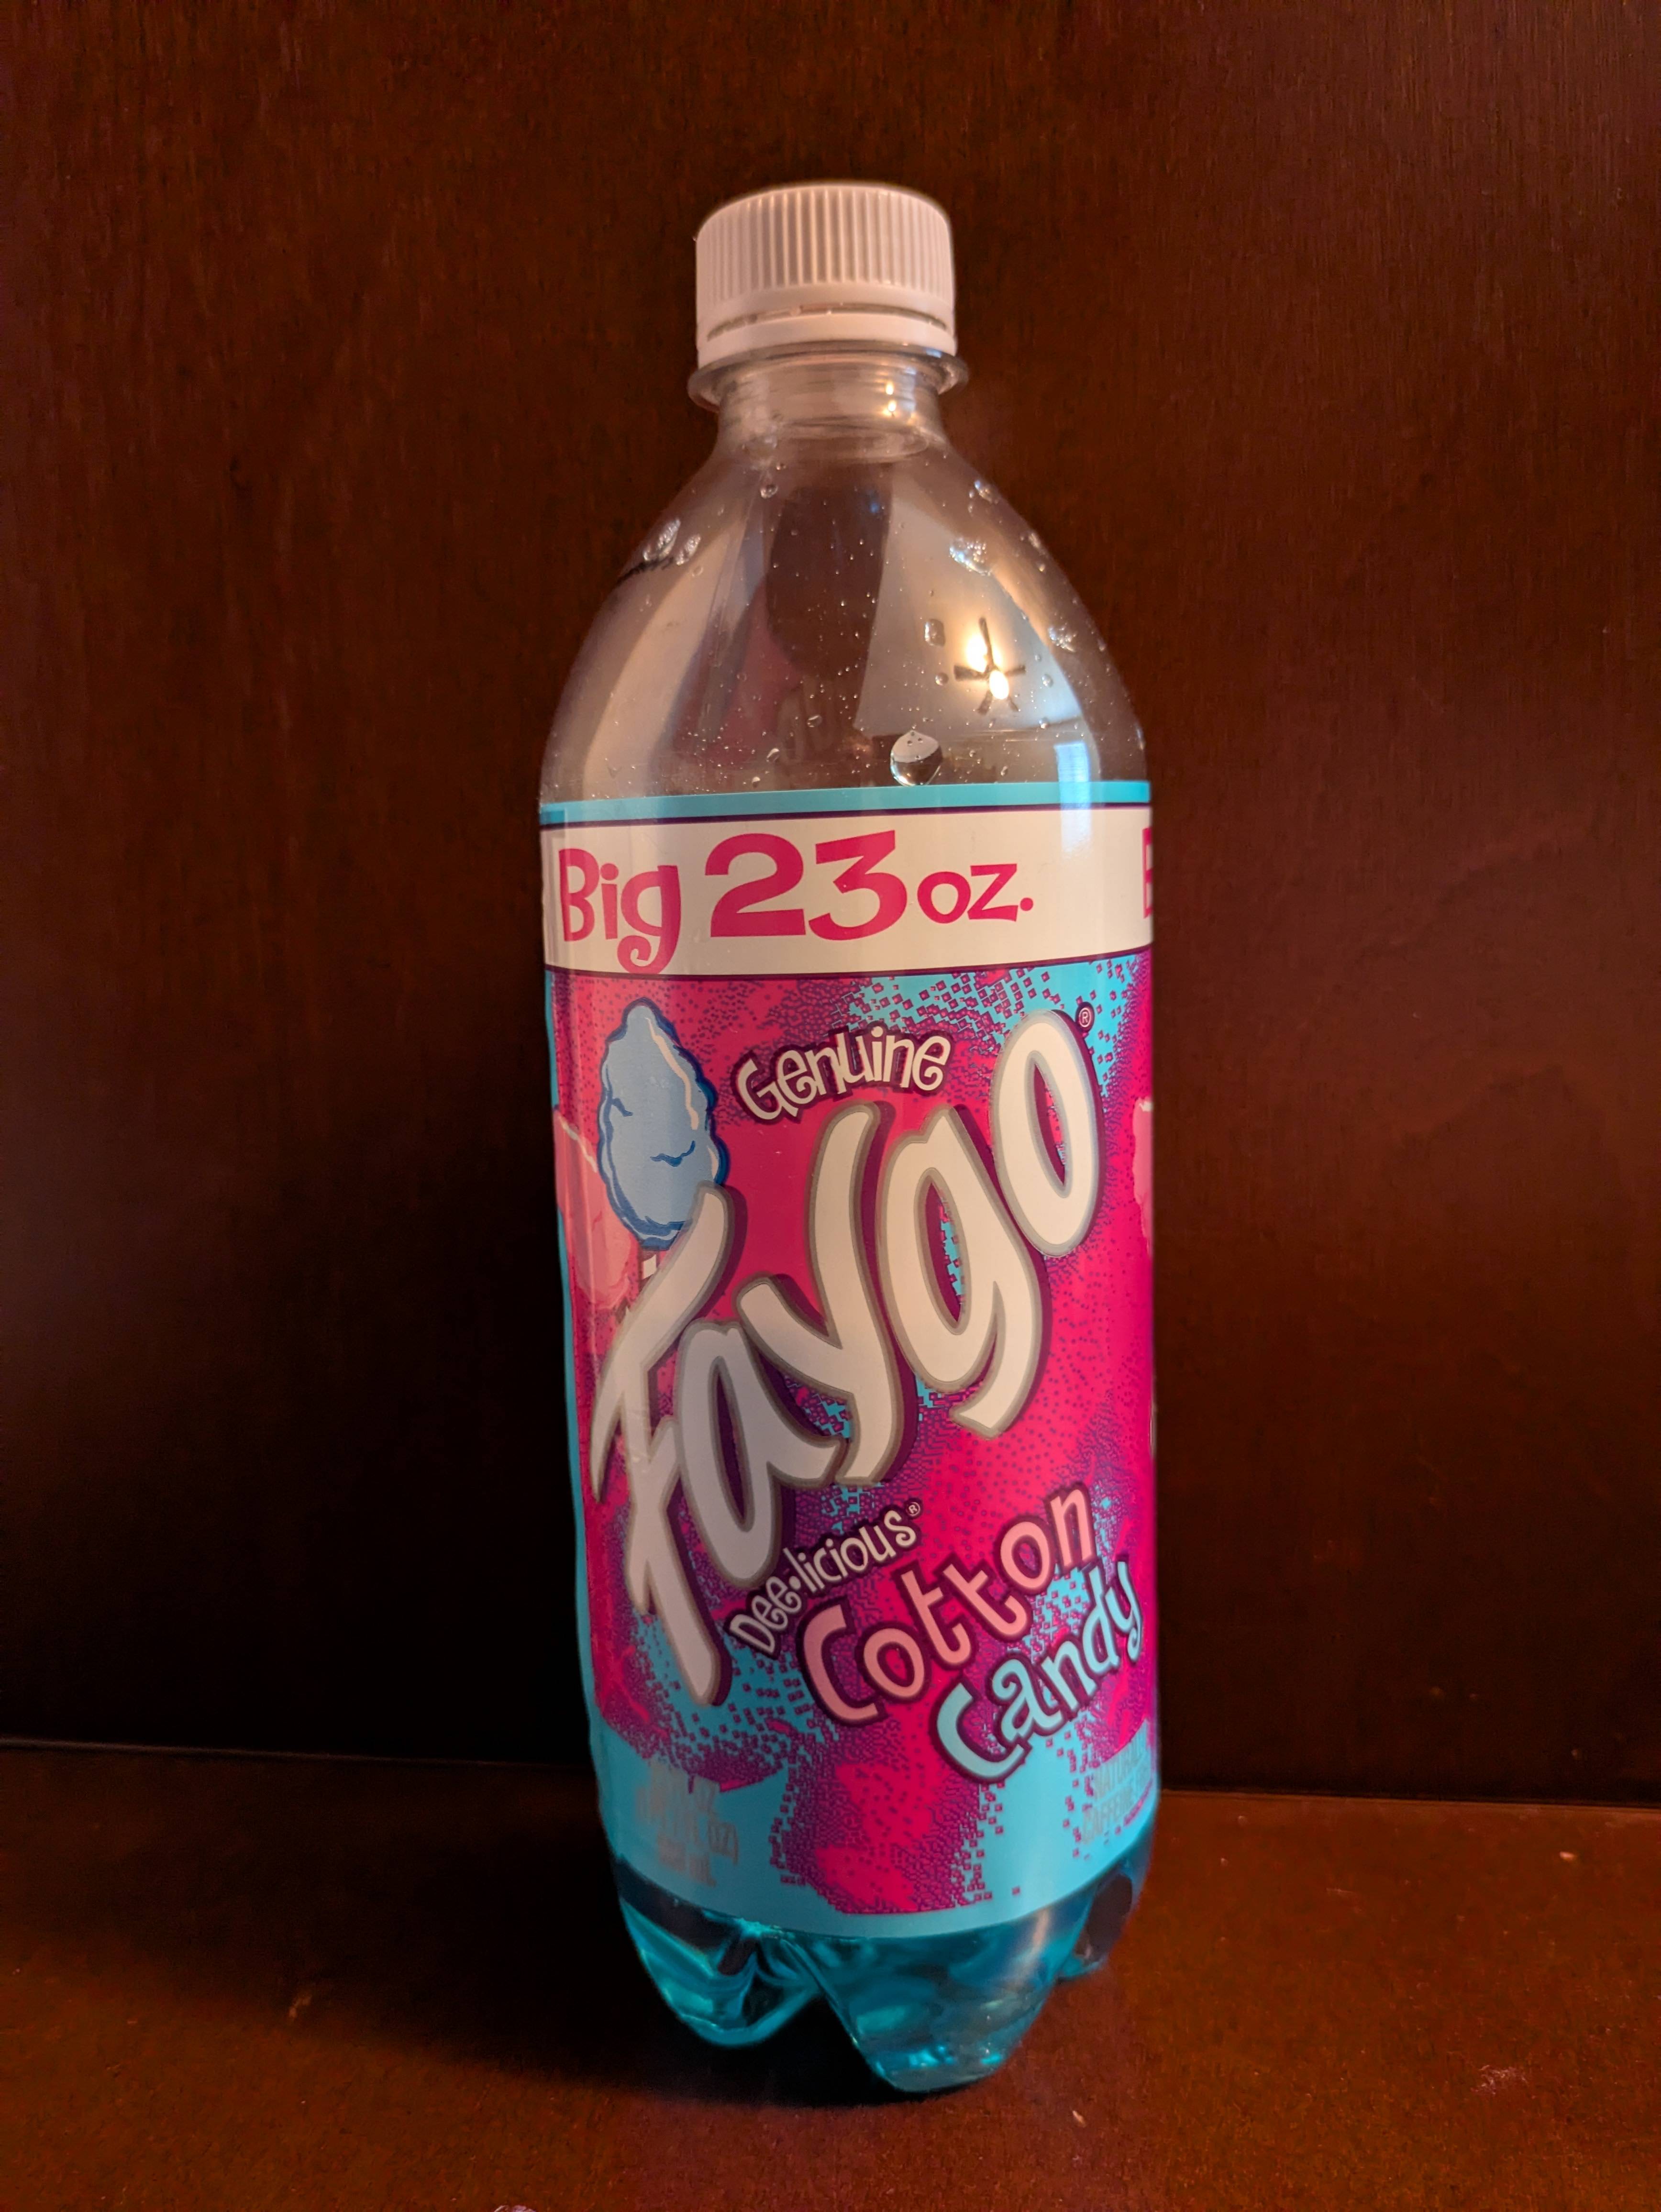 Big 23 oz.
Genuine
Faygo®
Dee•licious®
Cotton
Candy